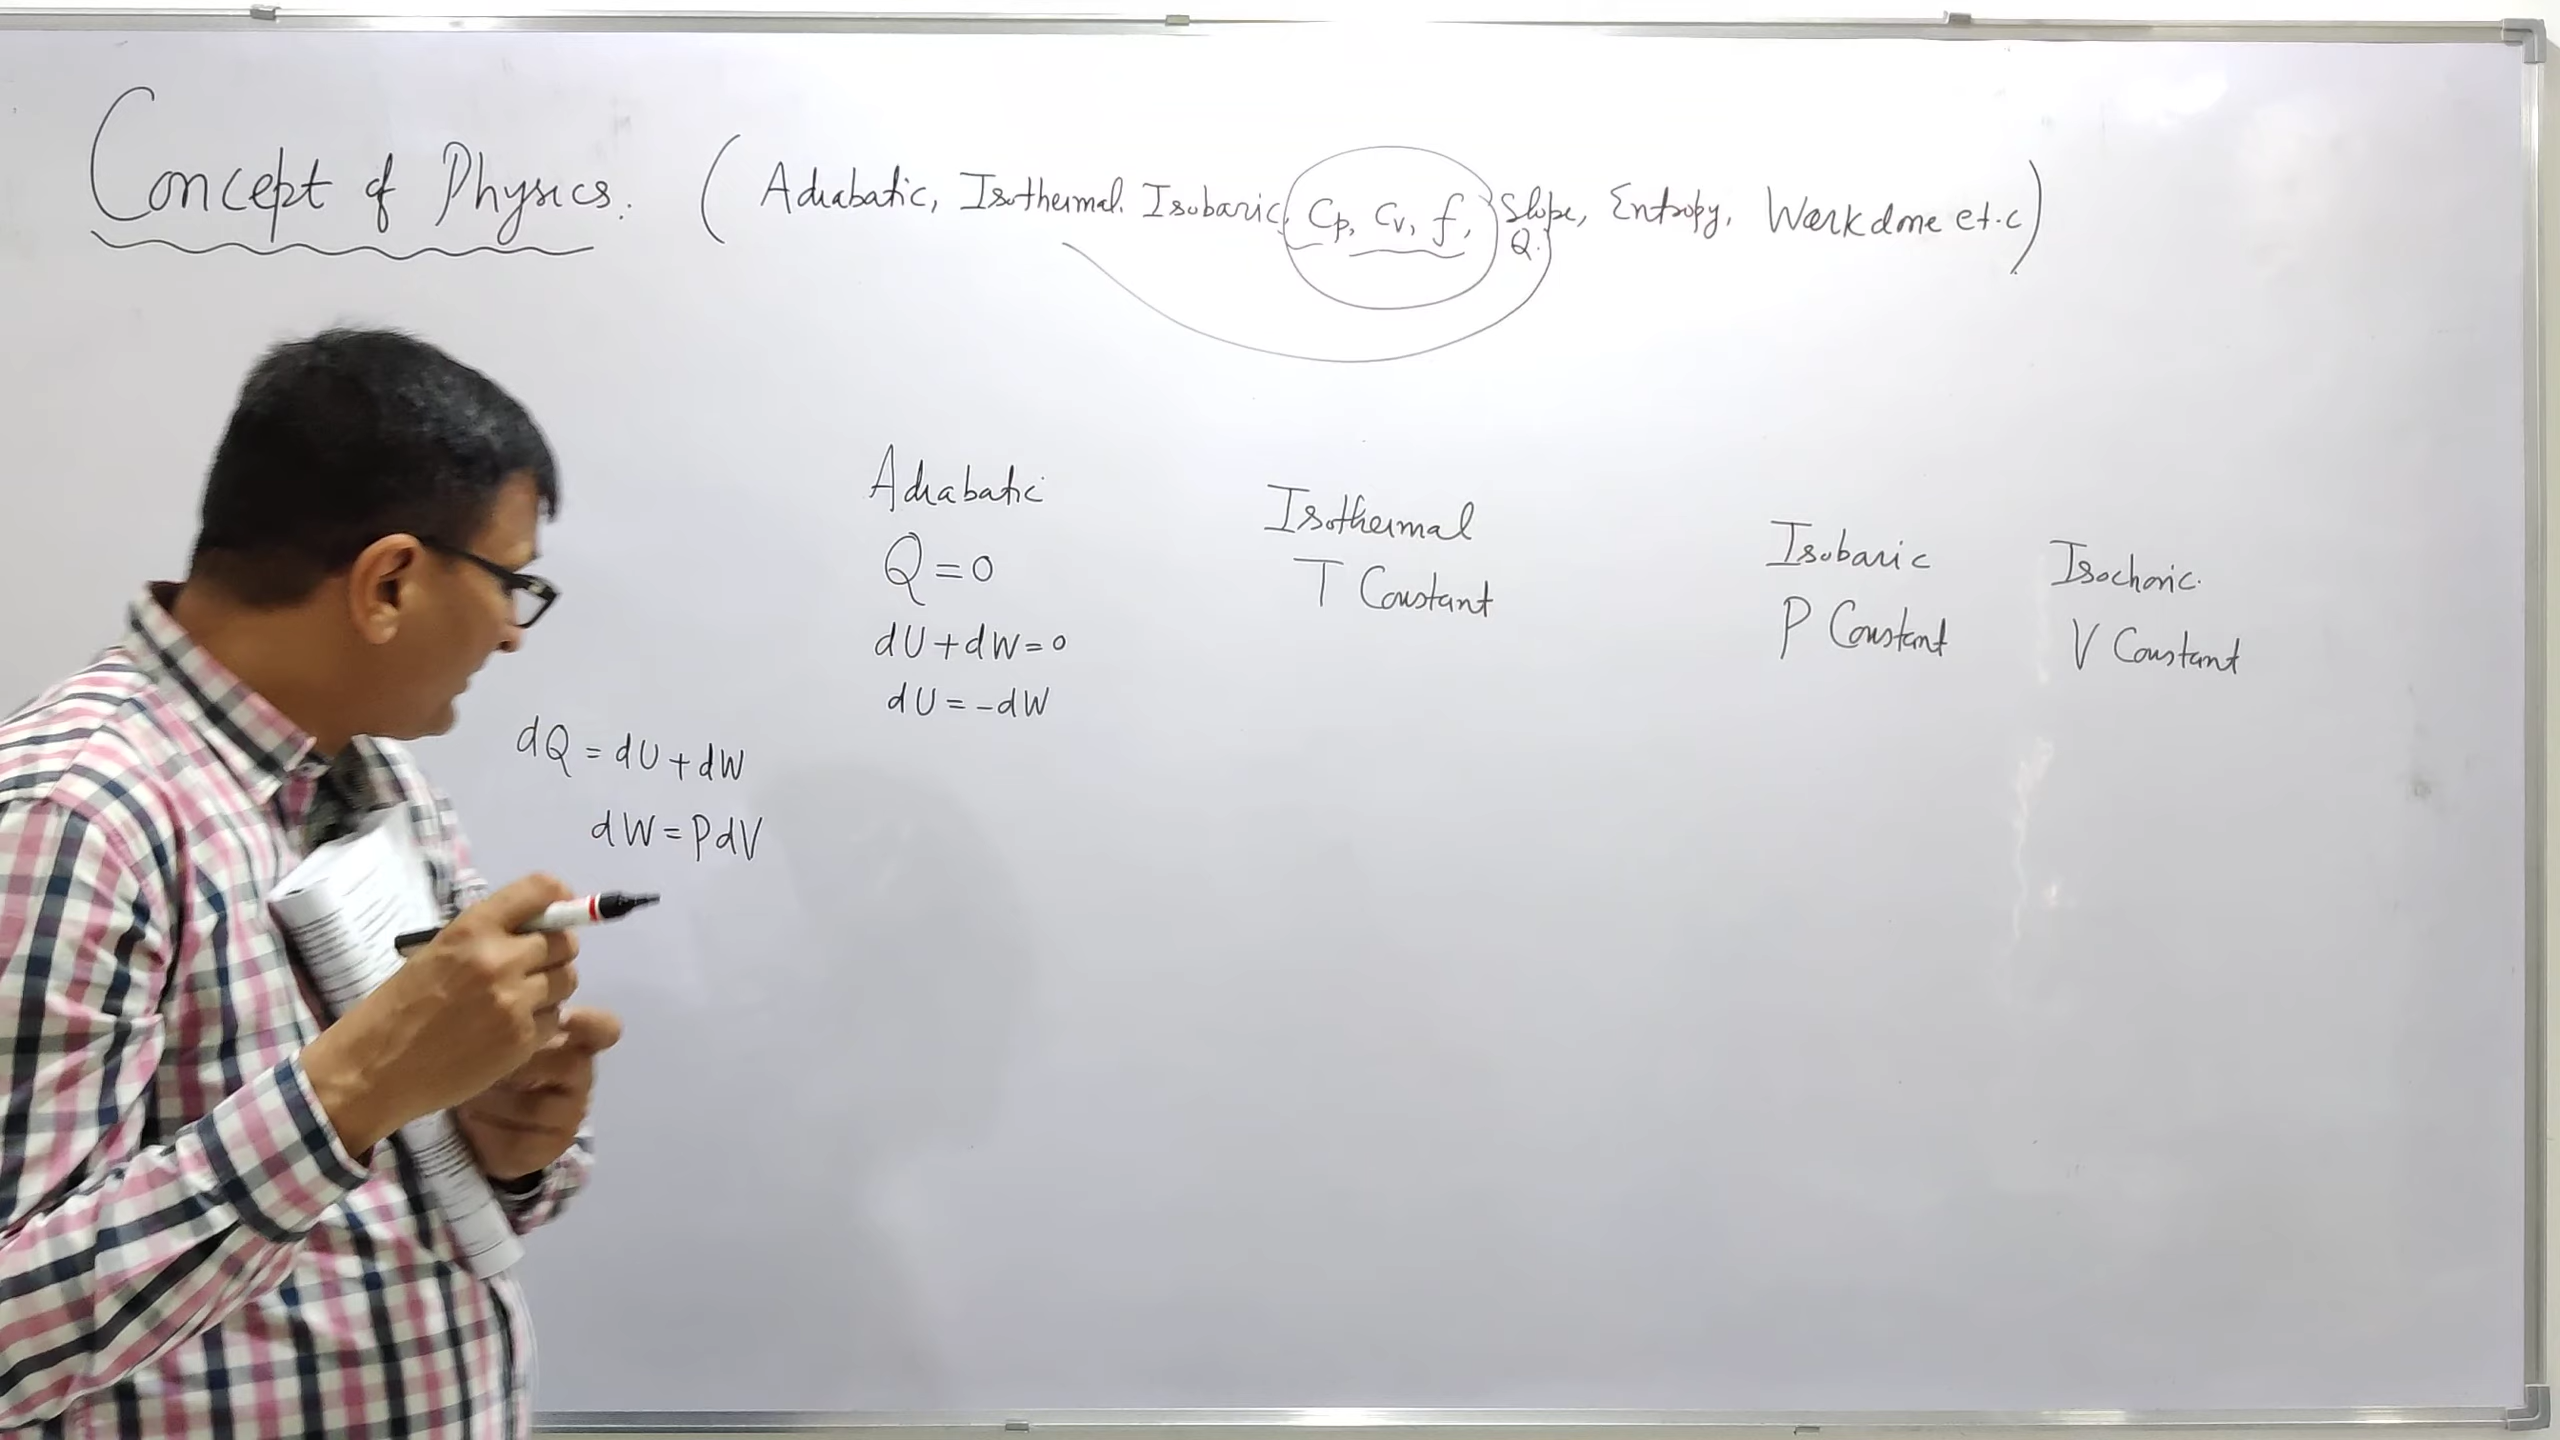 Concept of Physics. (Adiabatic, Isothermal, Isobaric, Cp, Cv, f, Slope, Entropy, Workdone et.c)
Q.
Adiabatic
Q=0
dU+dW=0
dU=-dW
Isothermal
T Constant
Isobaric
P Constant
Isochoric.
V Constant
dQ=dU+dW
dW=PdV